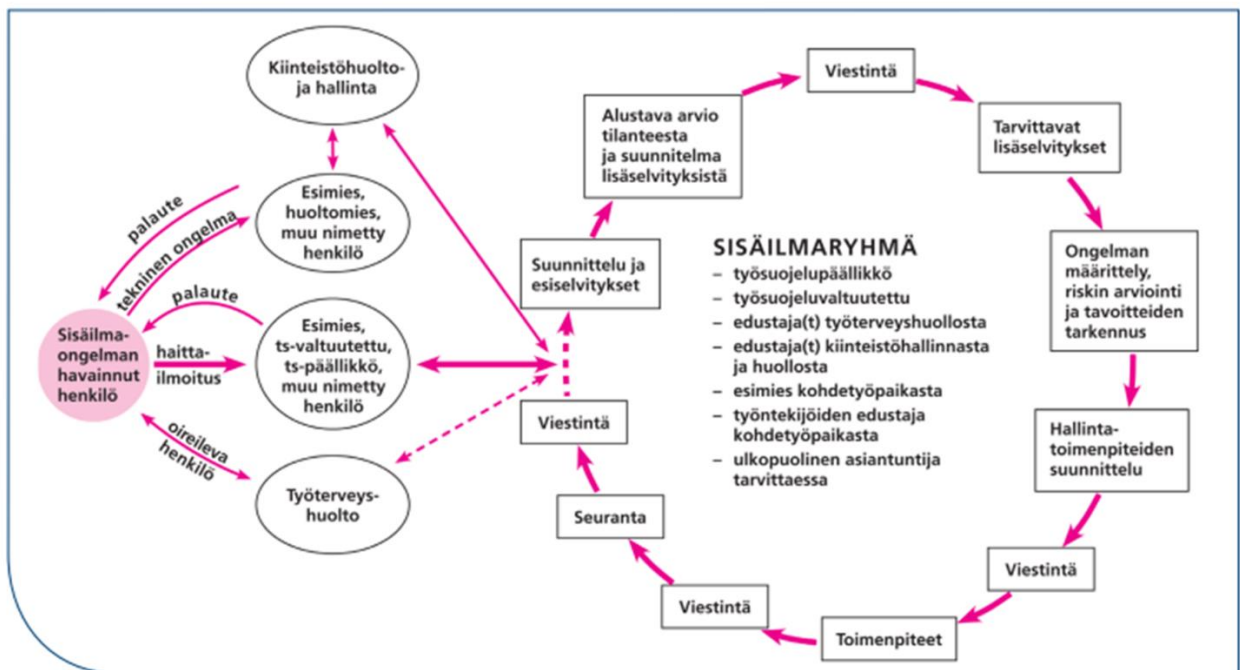 Kiinteistöhuolto-
ja hallinta
Esimies,
huoltomies,
muu nimetty
henkilö
palaute
tekninen ongelma
palaute
Sisäilma-
ongelman
havainnut
henkilö
haitta-
ilmoitus
Esimies,
ts-valtuutettu,
ts-päällikkö,
muu nimetty
henkilö
oireileva
henkilö
Työterveys-
huolto
Suunnittelu ja
esiselvitykset
Alustava arvio
tilanteesta
ja suunnitelma
lisäselvityksistä
Viestintä
Tarvittavat
lisäselvitykset
Ongelman
määrittely,
riskin arviointi
ja tavoitteiden
tarkennus
Hallinta-
toimenpiteiden
suunnittelu
Viestintä
Toimenpiteet
Viestintä
Seuranta
Viestintä
SISÄILMARYHMÄ
– työsuojelupäällikkö
– työsuojeluvaltuutettu
– edustaja(t) työterveyshuollosta
– edustaja(t) kiinteistöhallinnasta
ja huollosta
– esimies kohdetyöpaikasta
– työntekijöiden edustaja
kohdetyöpaikasta
– ulkopuolinen asiantuntija
tarvittaessa